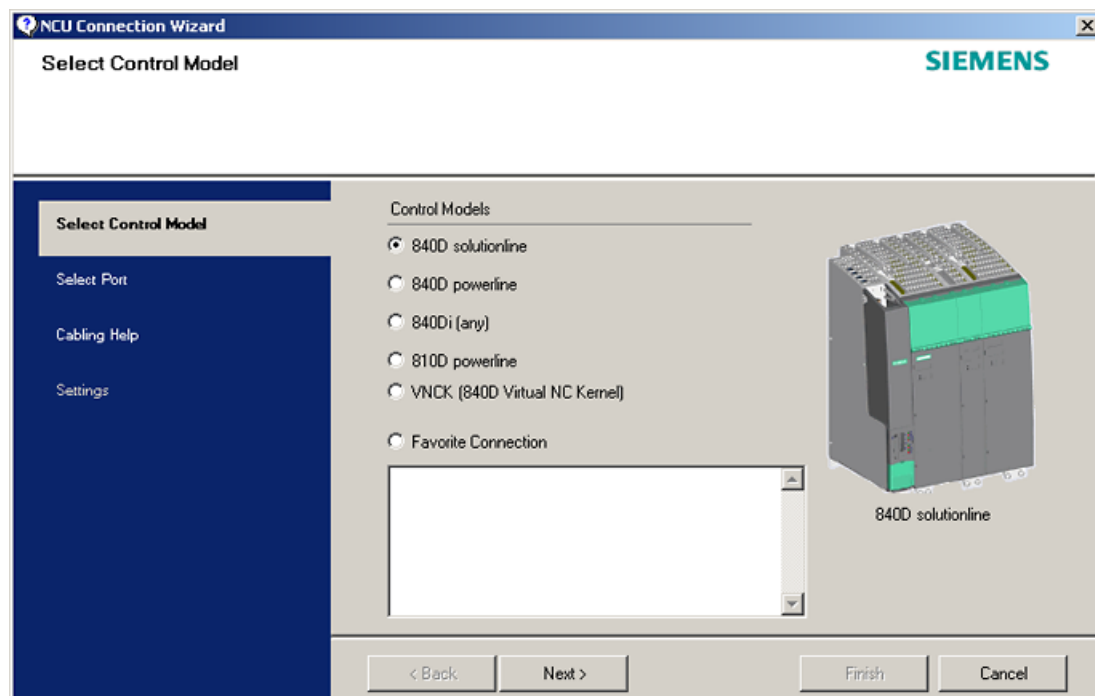 NCU Connection Wizard
Select Control Model
SIEMENS
Select Control Model
Select Port
Cabling Help
Settings
Control Models
840D solutionline
840D powerline
840Di (any)
810D powerline
VNCK (840D Virtual NC Kernel)
Favorite Connection
840D solutionline
< Back
Next >
Finish
Cancel